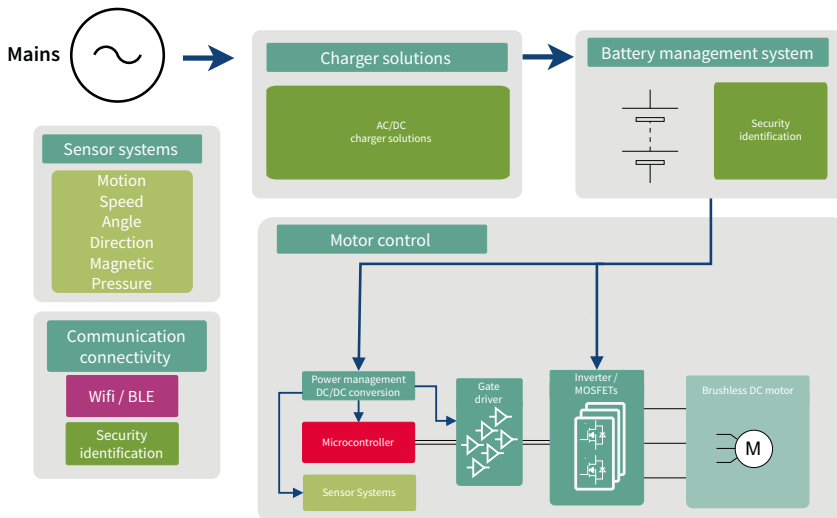 Mains
Charger solutions
AC/DC
charger solutions
Battery management system
Security
identification
Sensor systems
Motion
Speed
Angle
Direction
Magnetic
Pressure
Communication
connectivity
Wifi / BLE
Security
identification
Motor control
Power management
DC/DC conversion
Microcontroller
Sensor Systems
Gate
driver
Inverter /
MOSFETs
Brushless DC motor
M